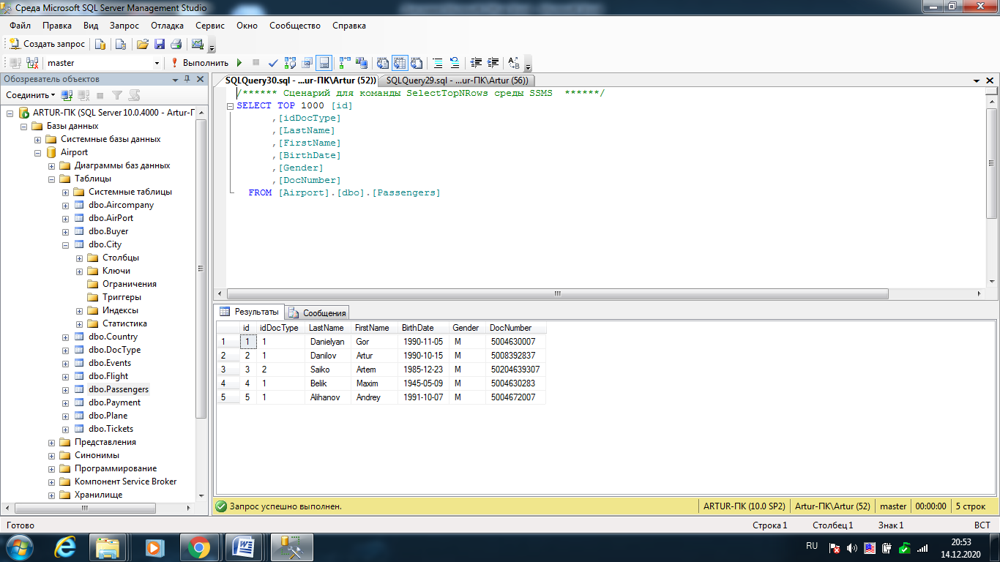 Среда Microsoft SQL Server Management Studio
Файл Правка Вид Запрос Отладка Сервис Окно Сообщество Справка
Создать запрос
master Выполнить
Обозреватель объектов
Соединить
ARTUR-ПК (SQL Server 10.0.4000 - Artur-Г
Базы данных
Системные базы данных
Airport
Диаграммы баз данных
Таблицы
Системные таблицы
dbo.Aircompany
dbo.AirPort
dbo.Buyer
dbo.City
Столбцы
Ключи
Ограничения
Триггеры
Индексы
Статистика
dbo.Country
dbo.DocType
dbo.Events
dbo.Flight
dbo.Passengers
dbo.Payment
dbo.Plane
dbo.Tickets
Представления
Синонимы
Программирование
Компонент Service Broker
Хранилище
SQLQuery30.sql - ...ur-ПК\Artur (52)) SQLQuery29.sql - ...ur-ПК\Artur (56))
/****** Сценарий для команды SelectTopNRows среды SSMS ******/
SELECT TOP 1000 [id]
,[idDocType]
,[LastName]
,[FirstName]
,[BirthDate]
,[Gender]
,[DocNumber]
FROM [Airport].[dbo].[Passengers]
Результаты Сообщения
id idDocType LastName FirstName BirthDate Gender DocNumber
1 1 1 Danielyan Gor 1990-11-05 M 5004630007
2 2 1 Danilov Artur 1990-10-15 M 5008392837
3 3 2 Saiko Artem 1985-12-23 M 50204639307
4 4 1 Belik Maxim 1945-05-09 M 5004630283
5 5 1 Alihanov Andrey 1991-10-07 M 5004672007
Запрос успешно выполнен. ARTUR-ПК (10.0 SP2) Artur-ПК\Artur (52) master 00:00:00 5 строк
Готово Строка 1 Столбец 1 Знак 1 ВСТ
RU 20:53
14.12.2020